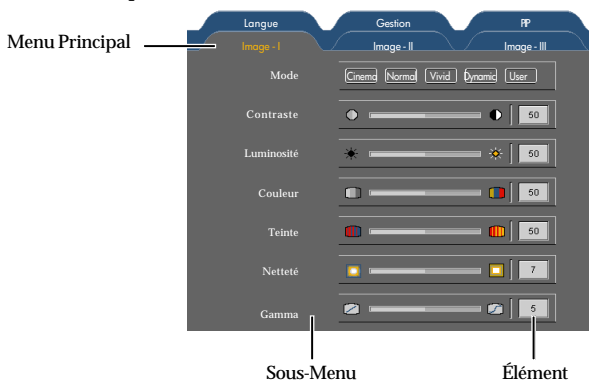 Langue Gestion PIP
Menu Principal
Image - I Image - II Image - III
Mode Cinema Normal Vivid Dynamic User
Contraste 50
Luminosité 50
Couleur 50
Teinte 50
Netteté 7
Gamma 5
Sous-Menu Élément